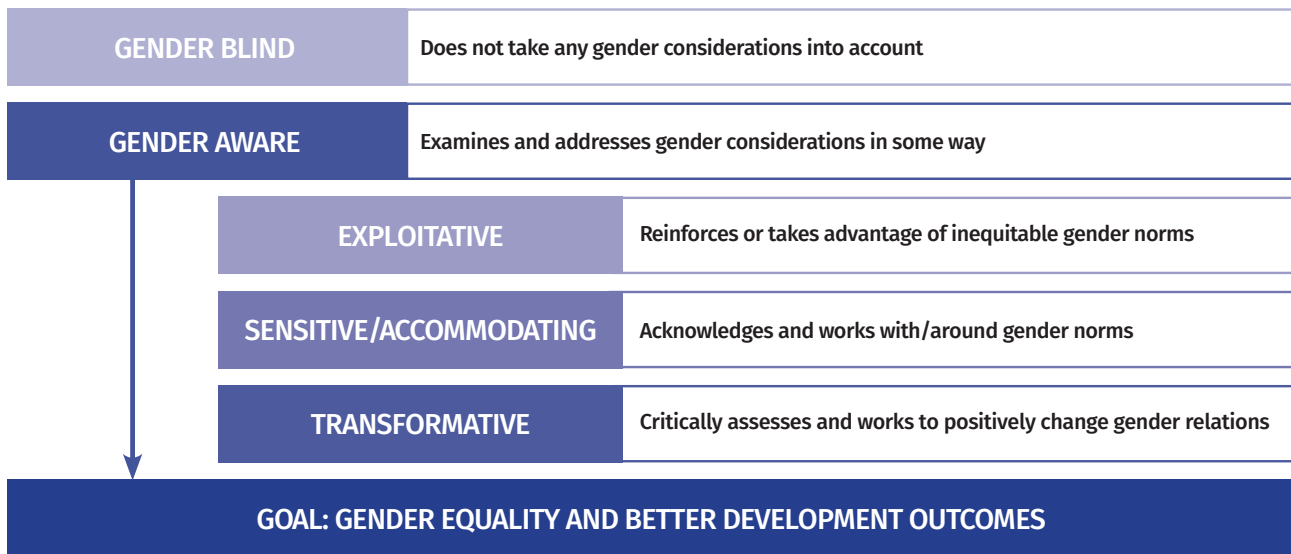 GENDER BLIND
Does not take any gender considerations into account
GENDER AWARE
Examines and addresses gender considerations in some way
EXPLOITATIVE
Reinforces or takes advantage of inequitable gender norms
SENSITIVE/ACCOMMODATING
Acknowledges and works with/around gender norms
TRANSFORMATIVE
Critically assesses and works to positively change gender relations
GOAL: GENDER EQUALITY AND BETTER DEVELOPMENT OUTCOMES